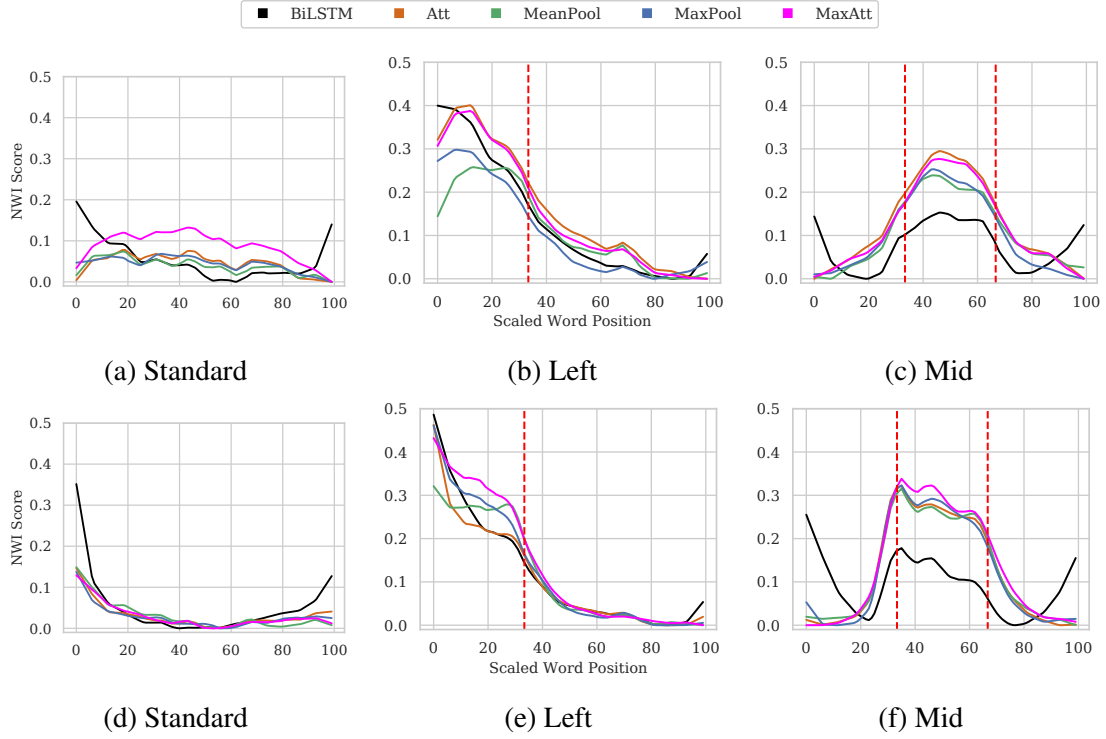 BiLSTM Att MeanPool MaxPool MaxAtt
0.5 0.5 0.5
0.4 0.4 0.4
0.3 0.3 0.3
0.2 0.2 0.2
0.1 0.1 0.1
0.0 0.0 0.0
NWI Score
0 20 40 60 80 100 0 20 40 60 80 100 0 20 40 60 80 100
Scaled Word Position
(a) Standard (b) Left (c) Mid
0.5 0.5 0.5
0.4 0.4 0.4
0.3 0.3 0.3
0.2 0.2 0.2
0.1 0.1 0.1
0.0 0.0 0.0
NWI Score
0 20 40 60 80 100 0 20 40 60 80 100 0 20 40 60 80 100
Scaled Word Position
(d) Standard (e) Left (f) Mid